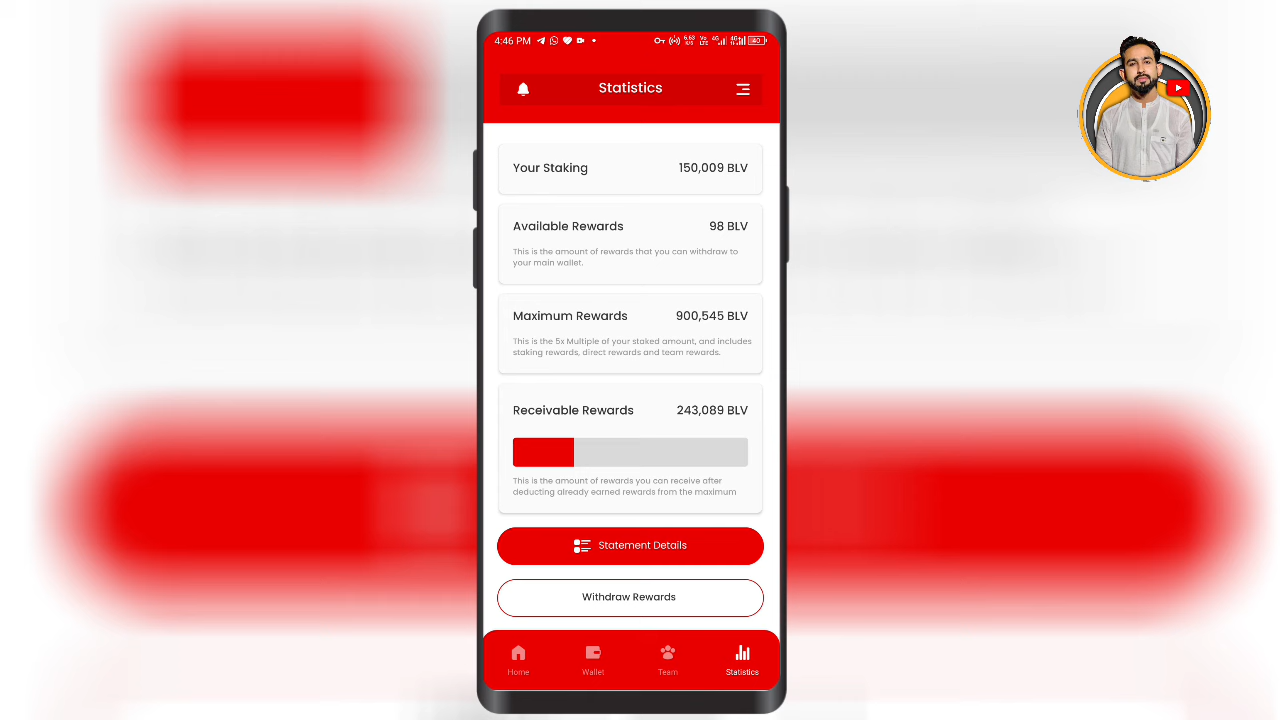 4:46 PM
Statistics
Your Staking 150,009 BLV
Available Rewards 98 BLV
This is the amount of rewards that you can withdraw to
your main wallet.
Maximum Rewards 900,545 BLV
This is the 5x Multiple of your staked amount, and includes
staking rewards, direct rewards and team rewards.
Receivable Rewards 243,089 BLV
This is the amount of rewards you can receive after
deducting already earned rewards from the maximum
Statement Details
Withdraw Rewards
Home Wallet Team Statistics